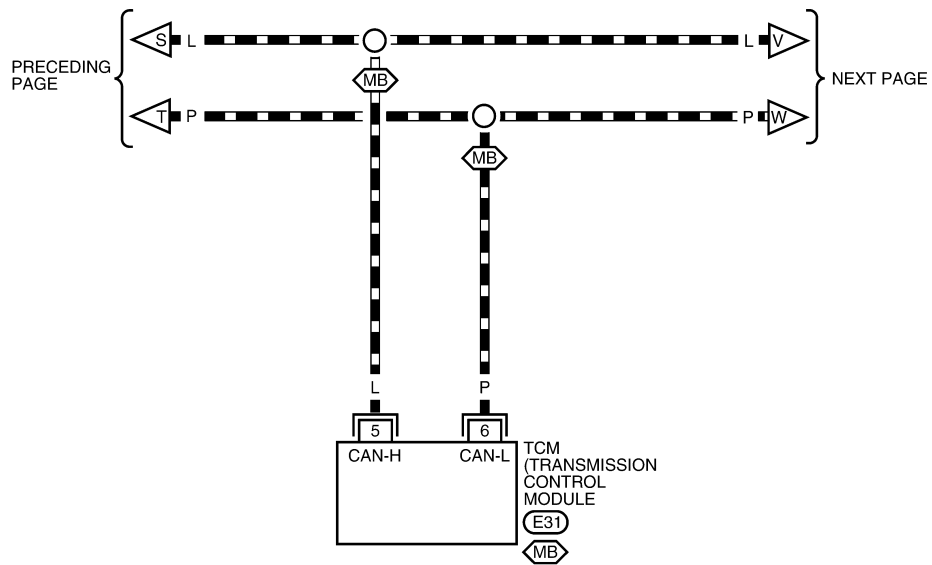 S L L V
MB
PRECEDING
PAGE
NEXT PAGE
T P P W
MB
L P
5 6
CAN-H CAN-L
TCM
(TRANSMISSION
CONTROL
MODULE
E31
MB